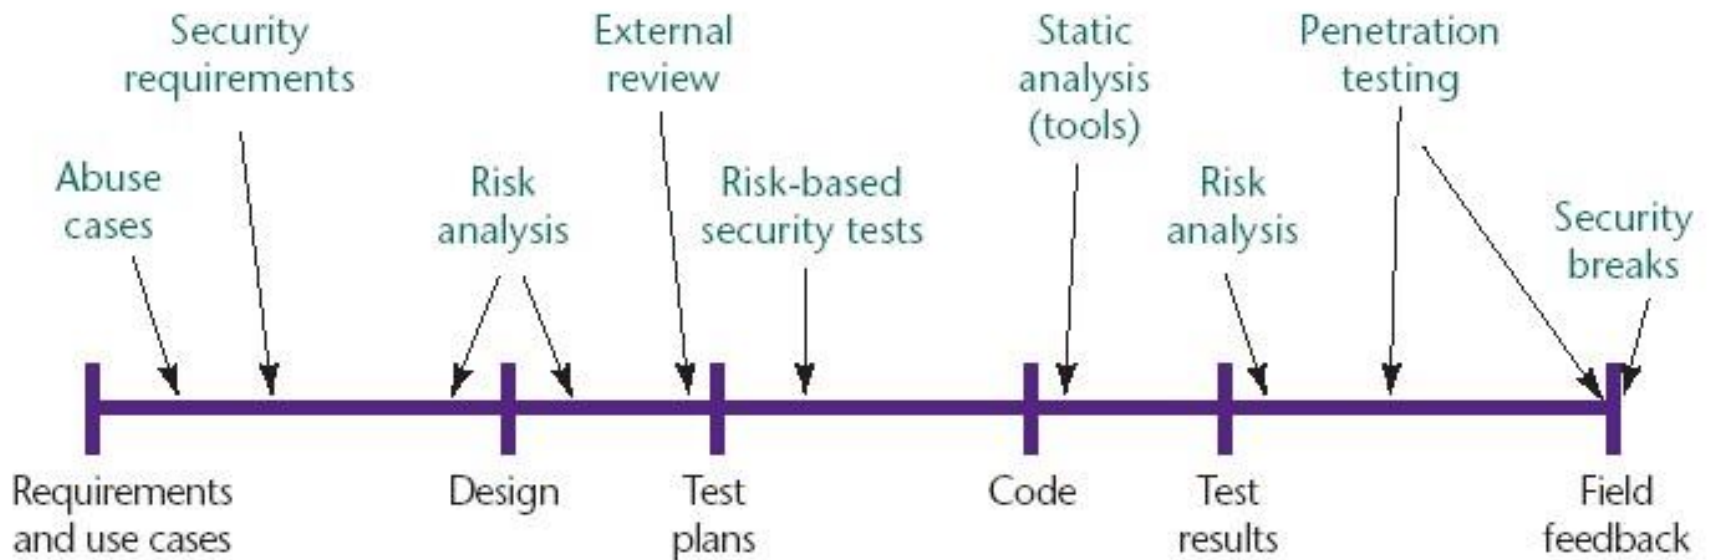 Security
requirements
External
review
Static
analysis
(tools)
Penetration
testing
Abuse
cases
Risk
analysis
Risk-based
security tests
Risk
analysis
Security
breaks
Requirements
and use cases
Design
Test
plans
Code
Test
results
Field
feedback